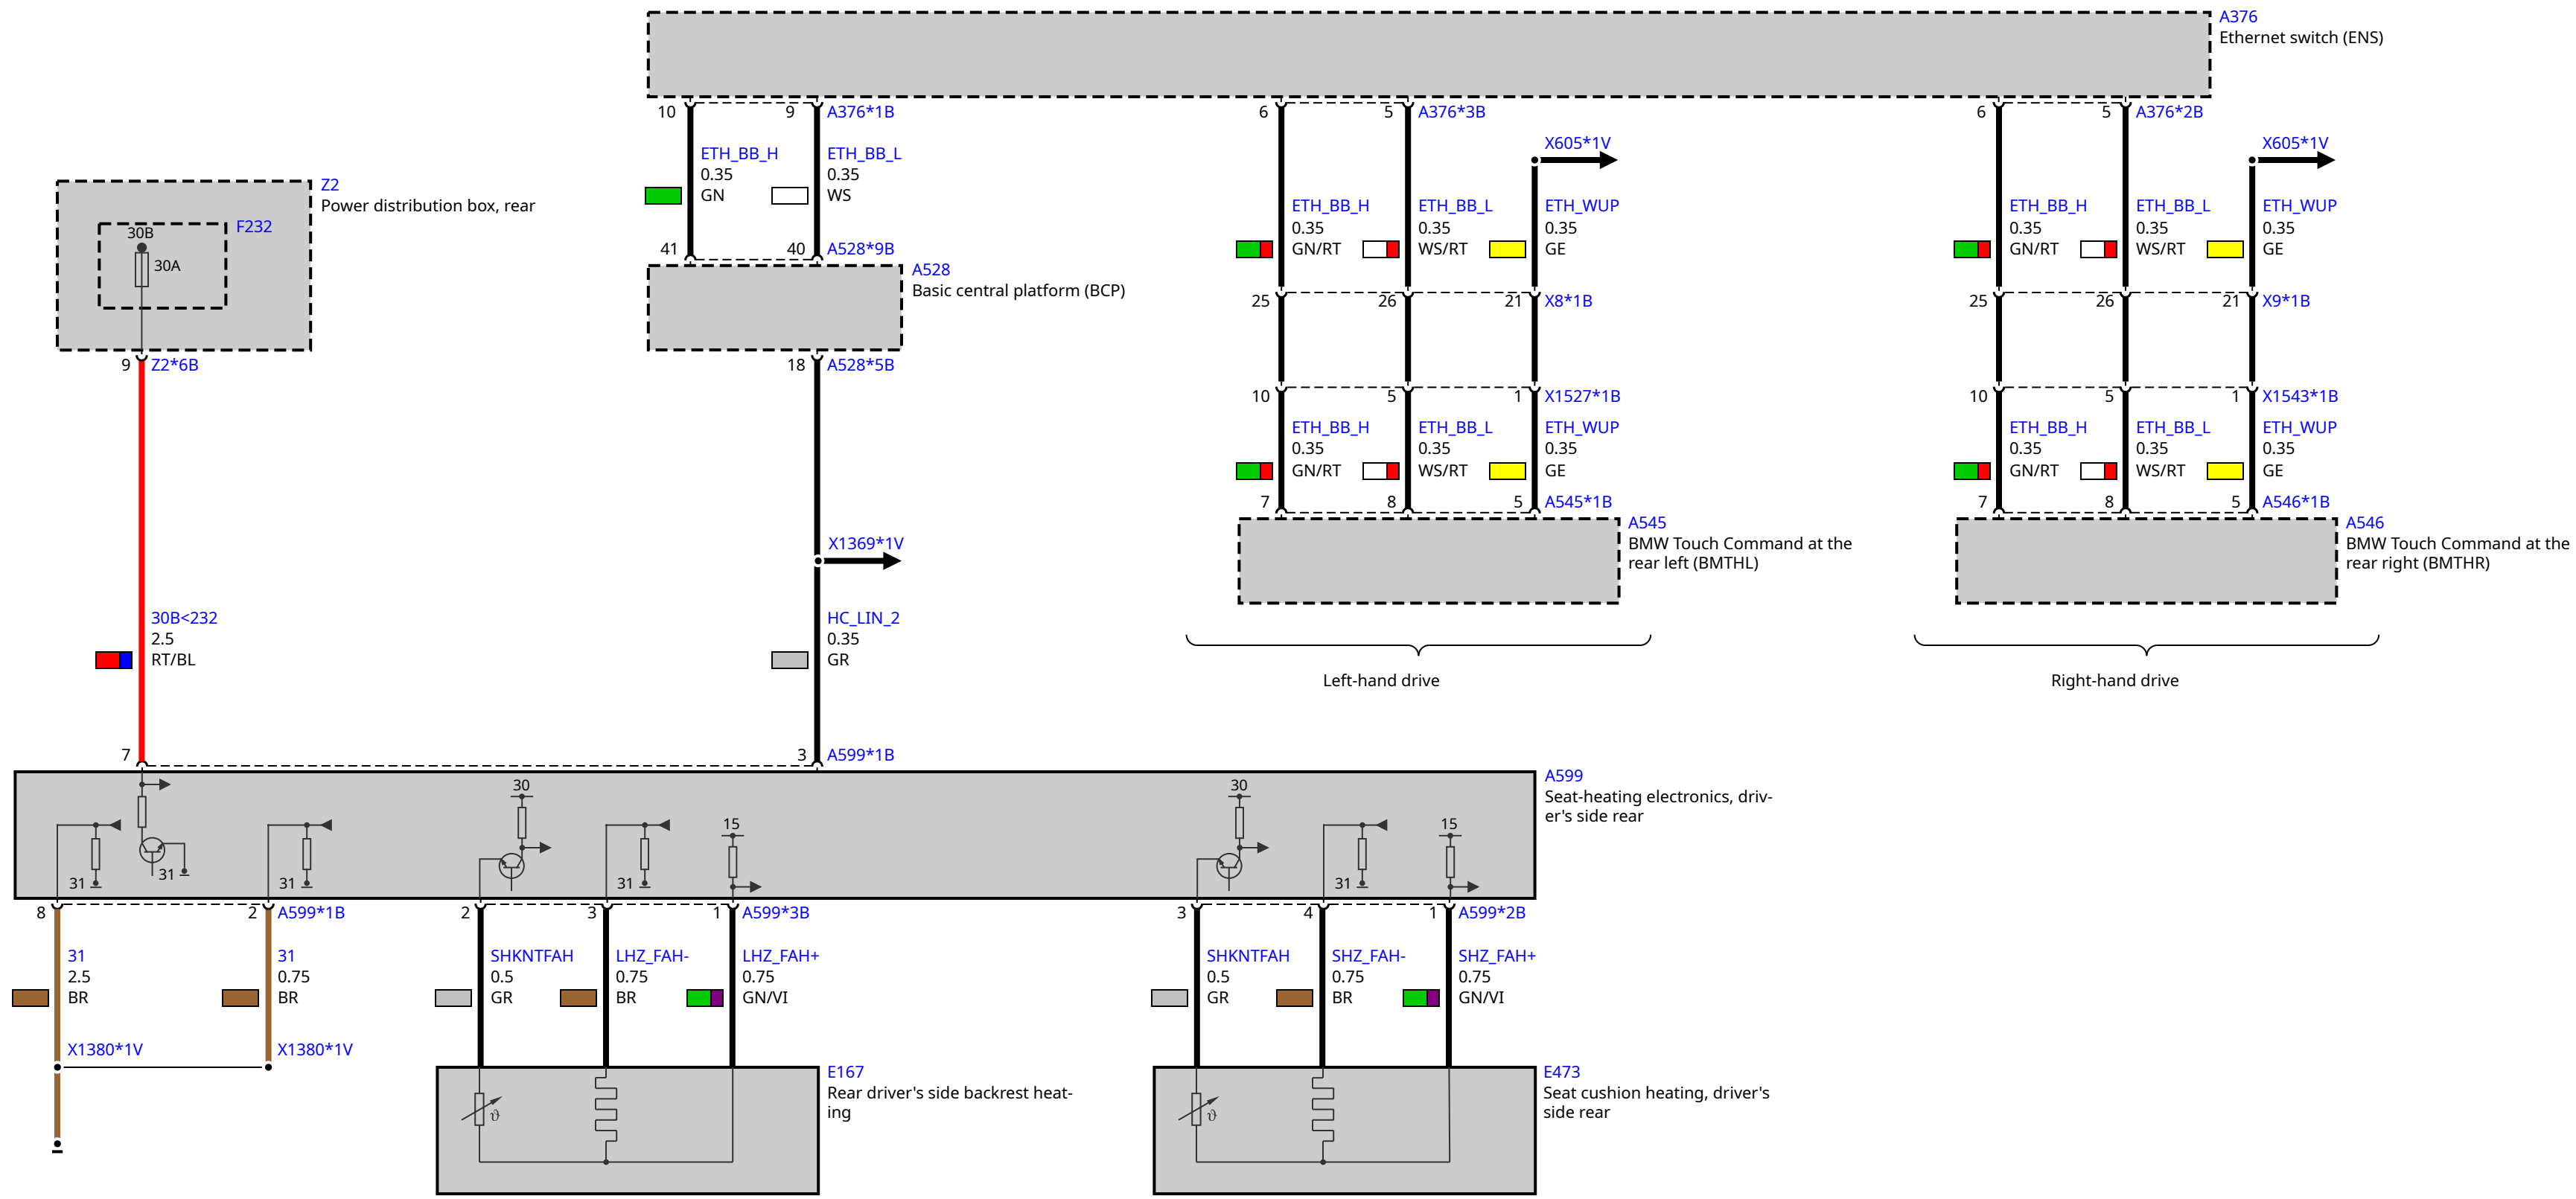 A376
Ethernet switch (ENS)
10 9 A376*1B
6 5 A376*3B
6 5 A376*2B
X605*1V
X605*1V
ETH_BB_H ETH_BB_L
0.35 0.35
GN WS
Z2
Power distribution box, rear
F232
30B
30A
ETH_BB_H ETH_BB_L ETH_WUP
0.35 0.35 0.35
GN/RT WS/RT GE
ETH_BB_H ETH_BB_L ETH_WUP
0.35 0.35 0.35
GN/RT WS/RT GE
41 40 A528*9B
A528
Basic central platform (BCP)
25 26 21 X8*1B
25 26 21 X9*1B
9 Z2*6B
18 A528*5B
10 5 1 X1527*1B
10 5 1 X1543*1B
ETH_BB_H ETH_BB_L ETH_WUP
0.35 0.35 0.35
GN/RT WS/RT GE
ETH_BB_H ETH_BB_L ETH_WUP
0.35 0.35 0.35
GN/RT WS/RT GE
7 8 5 A545*1B
7 8 5 A546*1B
A545
BMW Touch Command at the
rear left (BMTHL)
A546
BMW Touch Command at the
rear right (BMTHR)
X1369*1V
30B<232
2.5
RT/BL
HC_LIN_2
0.35
GR
Left-hand drive
Right-hand drive
7 3 A599*1B
A599
Seat-heating electronics, driv-
er's side rear
30 30
15 15
31 31 31 31 31
8 2 A599*1B
2 3 1 A599*3B
3 4 1 A599*2B
31 31
2.5 0.75
BR BR
SHKNTFAH LHZ_FAH- LHZ_FAH+
0.5 0.75 0.75
GR BR GN/VI
SHKNTFAH SHZ_FAH- SHZ_FAH+
0.5 0.75 0.75
GR BR GN/VI
X1380*1V X1380*1V
E167
Rear driver's side backrest heat-
ing
E473
Seat cushion heating, driver's
side rear
ϑ ϑ